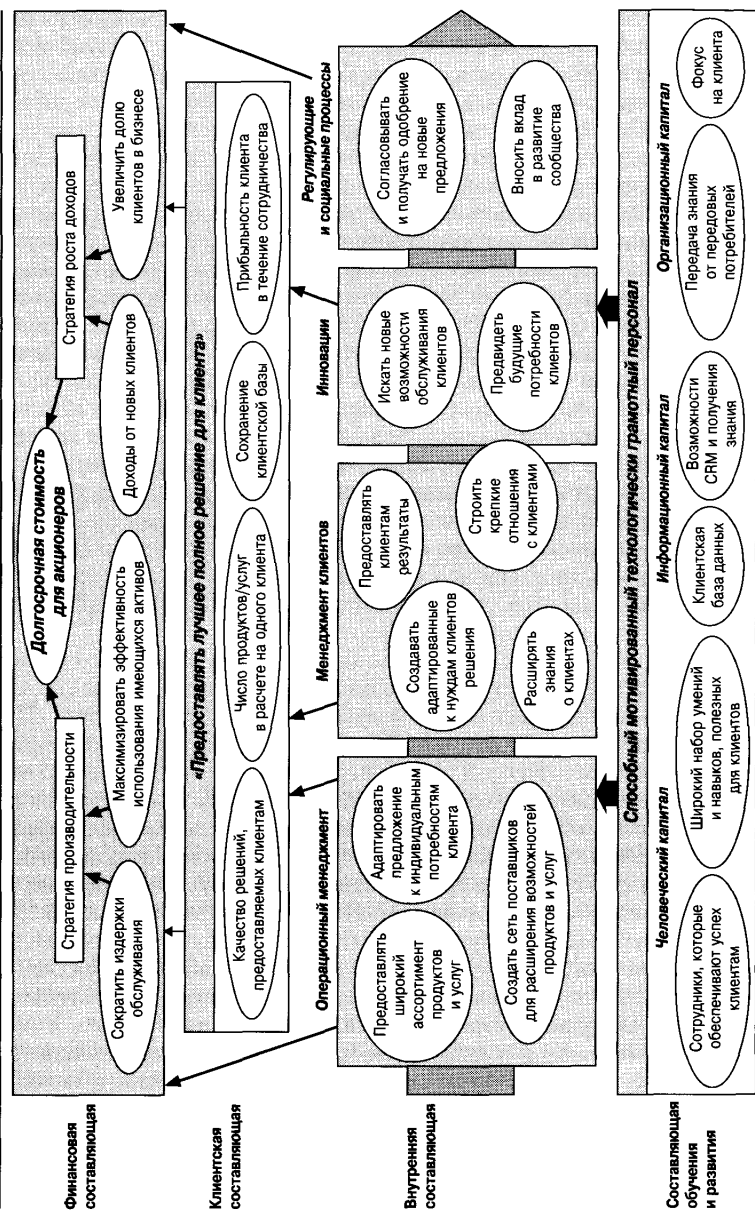 Финансовая
составляющая
Долгосрочная стоимость
для акционеров
Стратегия производительности
Стратегия роста доходов
Сократить издержки
обслуживания
Максимизировать эффективность
использования имеющихся активов
Доходы от новых клиентов
Увеличить долю
клиентов в бизнесе
Клиентская
составляющая
«Предоставлять лучшее полное решение для клиента»
Качество решений,
предоставляемых клиентам
Число продуктов/услуг
в расчете на одного клиента
Сохранение
клиентской базы
Прибыльность клиента
в течение сотрудничества
Внутренняя
составляющая
Операционный менеджмент
Предоставлять
широкий
ассортимент
продуктов
и услуг
Адаптировать
предложение
к индивидуальным
потребностям
клиента
Создать сеть поставщиков
для расширения возможностей
продуктов и услуг
Менеджмент клиентов
Создавать
адаптированные
к нуждам клиентов
решения
Предоставлять
клиентам
результаты
Расширять
знания
о клиентах
Строить
крепкие
отношения
с клиентами
Инновации
Искать новые
возможности
обслуживания
клиентов
Предвидеть
будущие
потребности
клиентов
Регулирующие
и социальные процессы
Согласовывать
и получать одобрение
на новые
предложения
Вносить вклад
в развитие
сообщества
Составляющая
обучения
и развития
Способный мотивированный технологически грамотный персонал
Человеческий капитал
Сотрудники, которые
обеспечивают успех
клиентам
Широкий набор умений
и навыков, полезных
для клиентов
Информационный капитал
Клиентская
база данных
Возможности
CRM и получения
знания
Организационный капитал
Передача знания
от передовых
потребителей
Фокус
на клиента